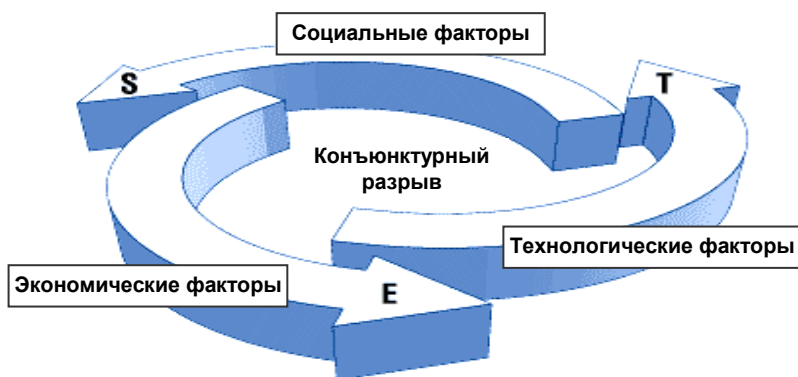 Социальные факторы
S
T
Конъюнктурный
разрыв
Технологические факторы
Экономические факторы
E